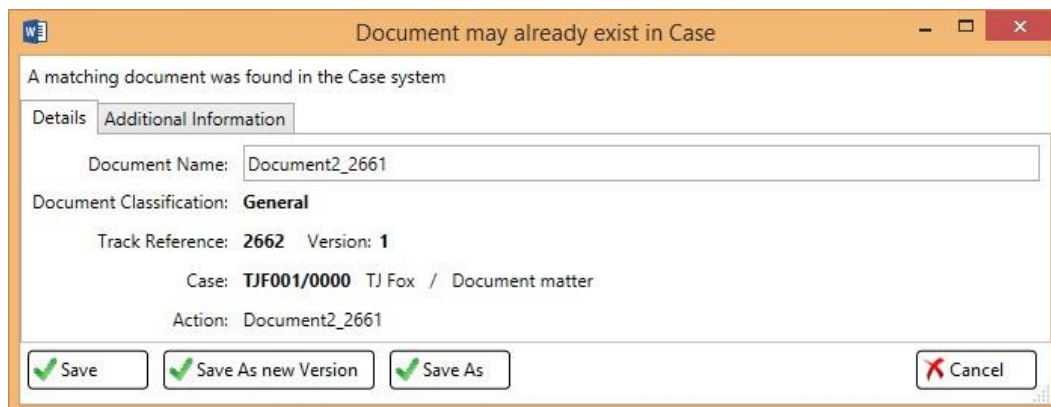 Document may already exist in Case
A matching document was found in the Case system
Details Additional Information
Document Name: Document2_2661
Document Classification: General
Track Reference: 2662 Version: 1
Case: TJF001/0000 TJ Fox / Document matter
Action: Document2_2661
Save Save As new Version Save As Cancel